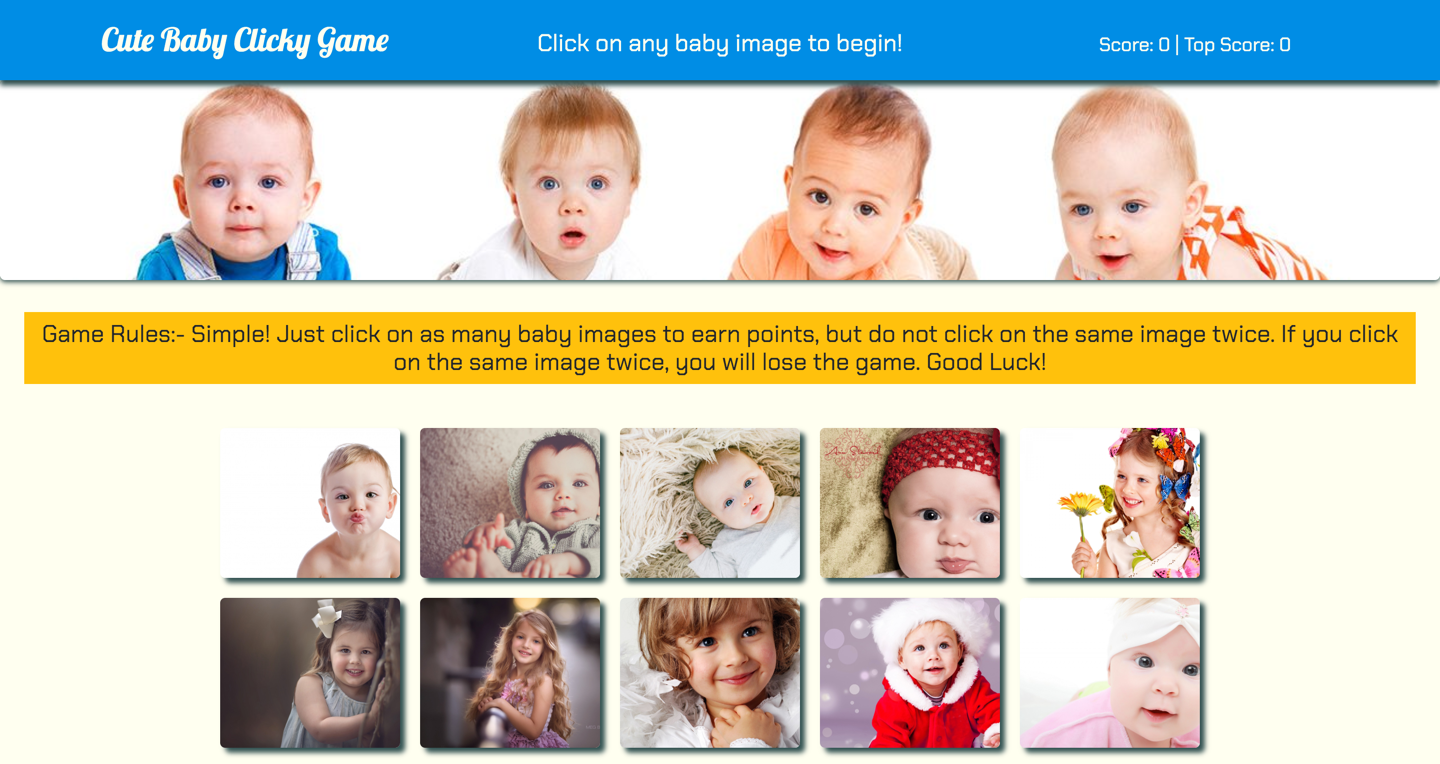 Cute Baby Clicky Game
Click on any baby image to begin!
Score: 0 | Top Score: 0
Game Rules:- Simple! Just click on as many baby images to earn points, but do not click on the same image twice. If you click
on the same image twice, you will lose the game. Good Luck!